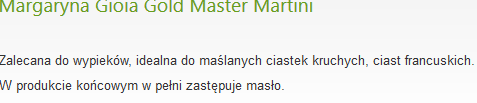 Margaryna Gioia Gold Master Martini
Zalecana do wypieków, idealna do maślanych ciastek kruchych, ciast francuskich.
W produkcie końcowym w pełni zastępuje masło.